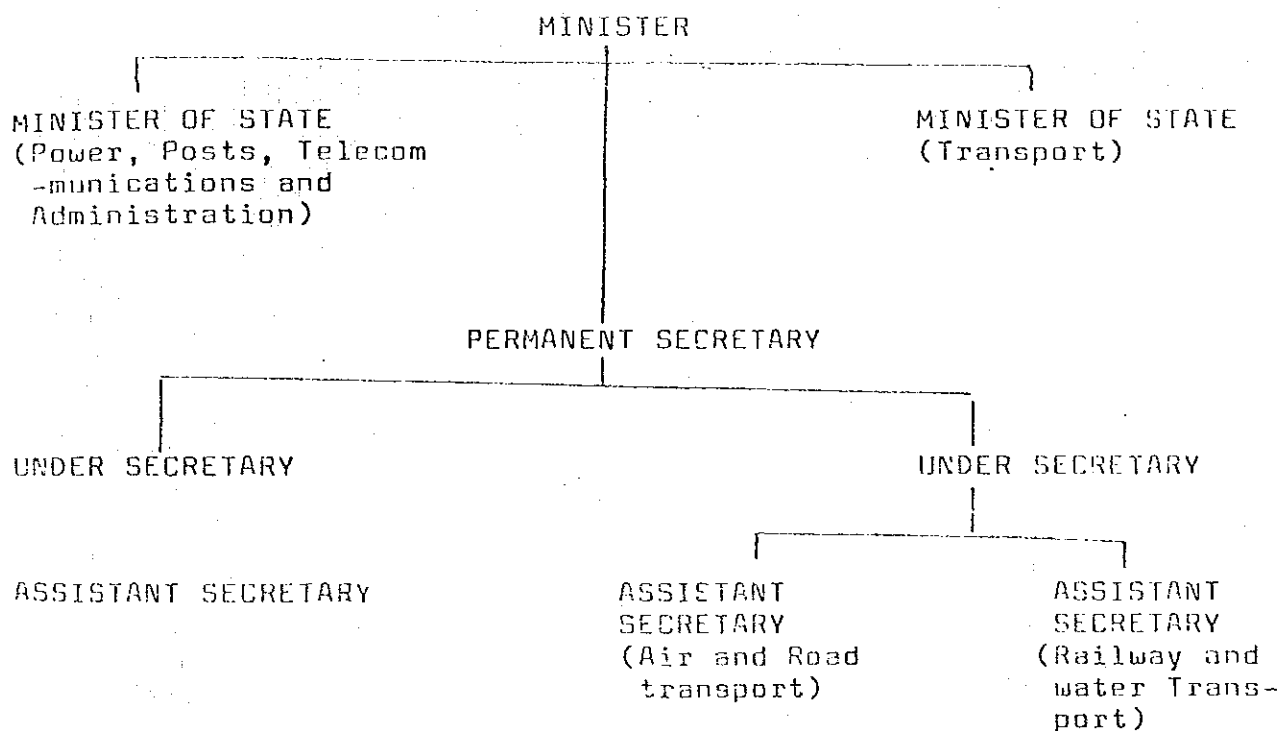 MINISTER
MINISTER OF STATE
(Power, Posts, Telecom
-munications and
Administration)
MINISTER OF STATE
(Transport)
PERMANENT SECRETARY
UNDER SECRETARY
UNDER SECRETARY
ASSISTANT SECRETARY
ASSISTANT
SECRETARY
(Air and Road
transport)
ASSISTANT
SECRETARY
(Railway and
water Trans-
port)